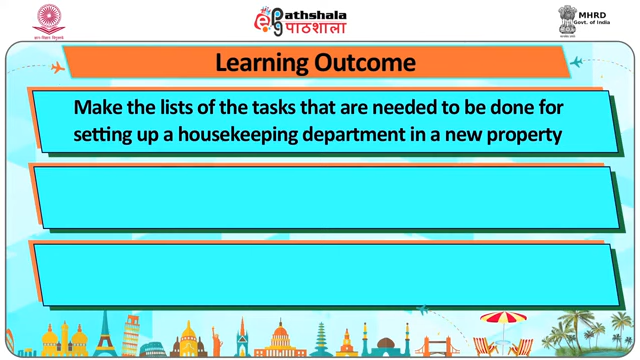 Pathshala
पाठशाला
MHRD
Govt. of India
Learning Outcome
Make the lists of the tasks that are needed to be done for
setting up a housekeeping department in a new property